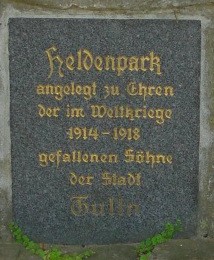 Heldenpark
angelegt zu Ehren
der im Weltkriege
1914-1918
gefallenen Söhne
der Stadt
Tulln